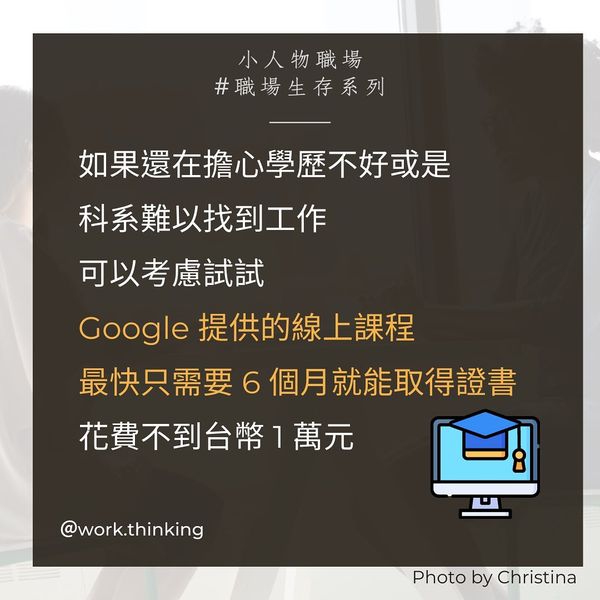 小人物職場
#職場生存系列
如果還在擔心學歷不好或是
科系難以找到工作
可以考慮試試
Google 提供的線上課程
最快只需要 6 個月就能取得證書
花費不到台幣 1 萬元
@work.thinking
Photo by Christina